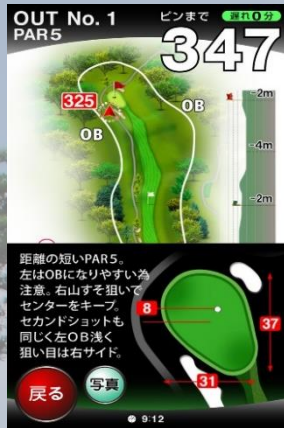 OUT No. 1
PAR5
ピンまで
遅れ0分
347
325
OB
OB
-2m
-4m
-2m
距離の短いPAR5。
左はOBになりやすい為
注意。右山すそ狙いで
センターをキープ。
セカンドショットも
同じく左OB浅く
狙い目は右サイド。
8
37
31
戻る
写真
9:12